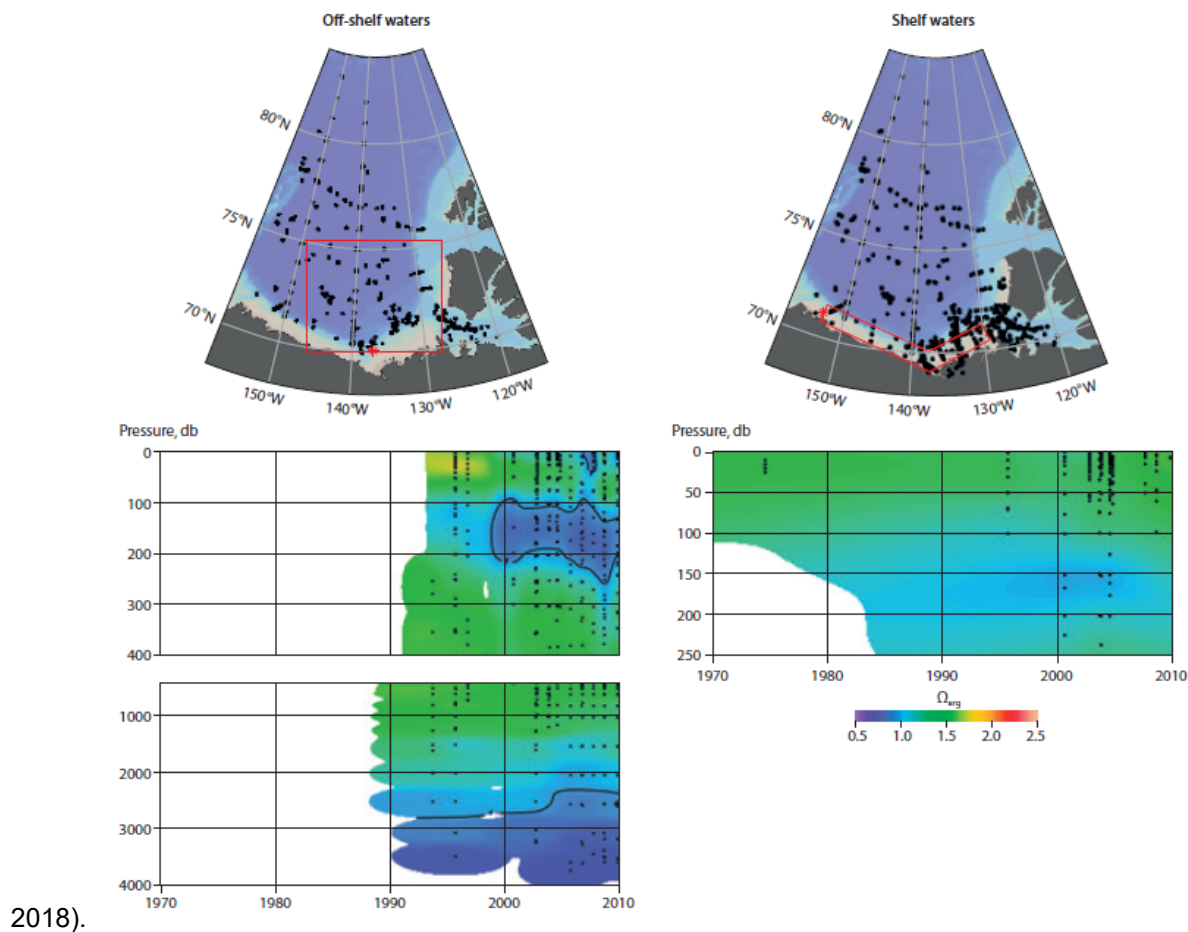 Off-shelf waters
Shelf waters
80°N
75°N
70°N
150°W
140°W
130°W
120°W
80°N
75°N
70°N
150°W
140°W
130°W
120°W
Pressure, db
0
100
200
300
400
1000
2000
3000
4000
1970
1980
1990
2000
2010
Pressure, db
0
50
100
150
200
250
1970
1980
1990
2000
2010
Ωarg
0.5
1.0
1.5
2.0
2.5
2018).